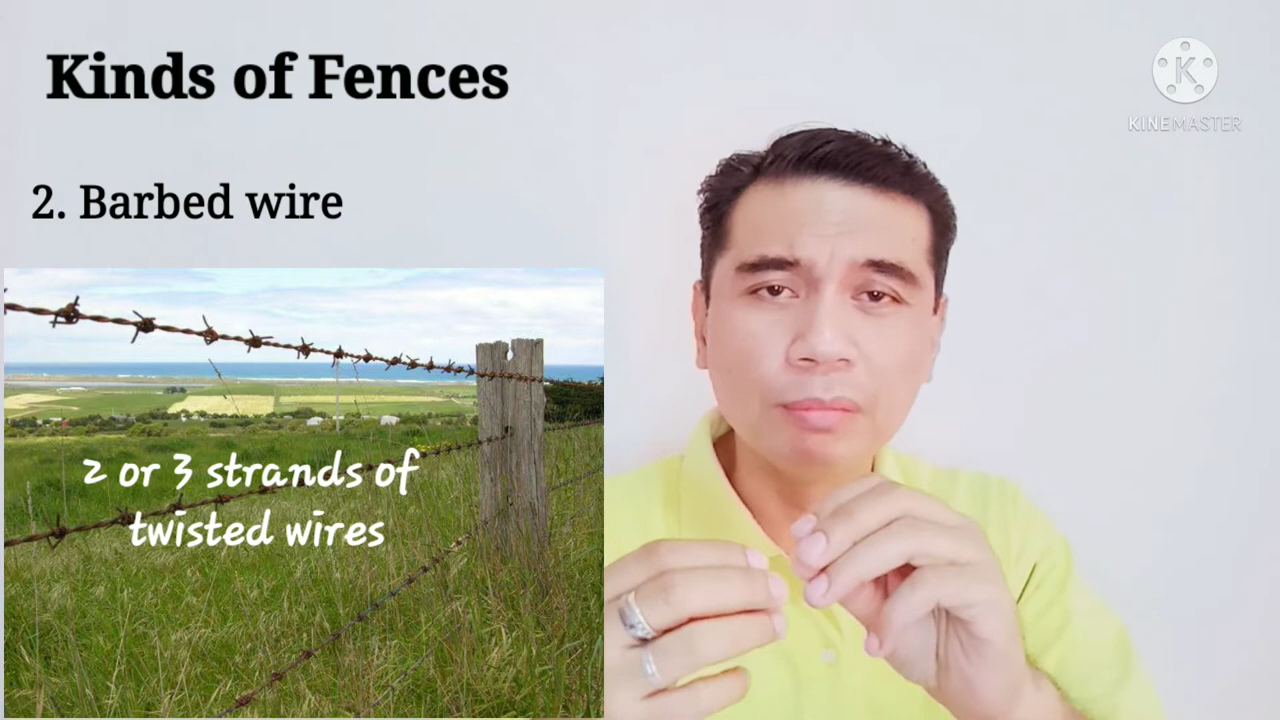 Kinds of Fences
K
KINEMASTER
2. Barbed wire
2 or 3 strands of
twisted wires